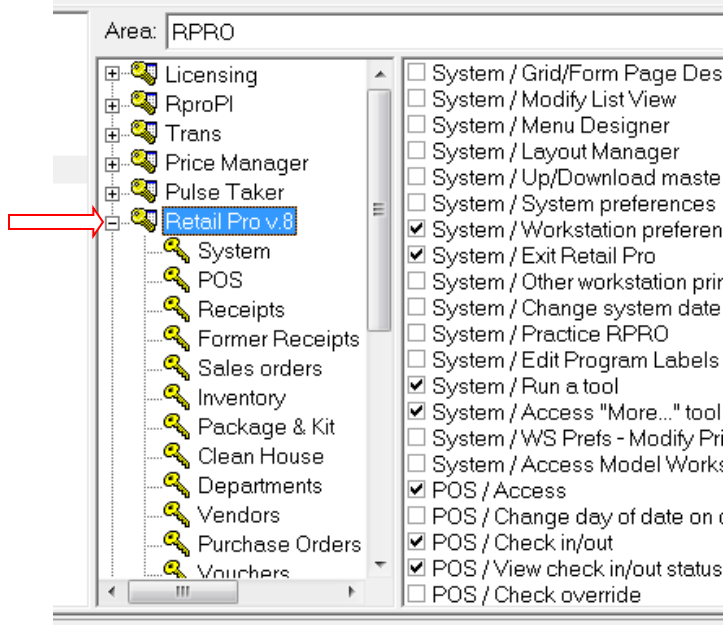 Area: RPRO
Licensing
RproPI
Trans
Price Manager
Pulse Taker
Retail Pro v.8
System
POS
Receipts
Former Receipts
Sales orders
Inventory
Package & Kit
Clean House
Departments
Vendors
Purchase Orders
Vouchers
System / Grid/Form Page Des
System / Modify List View
System / Menu Designer
System / Layout Manager
System / Up/Download maste
System / System preferences
System / Workstation preferen
System / Exit Retail Pro
System / Other workstation prin
System / Change system date
System / Practice RPRO
System / Edit Program Labels
System / Run a tool
System / Access "More..." tool
System / WS Prefs - Modify Pri
System / Access Model Works
POS / Access
POS / Change day of date on
POS / Check in/out
POS / View check in/out status
POS / Check override